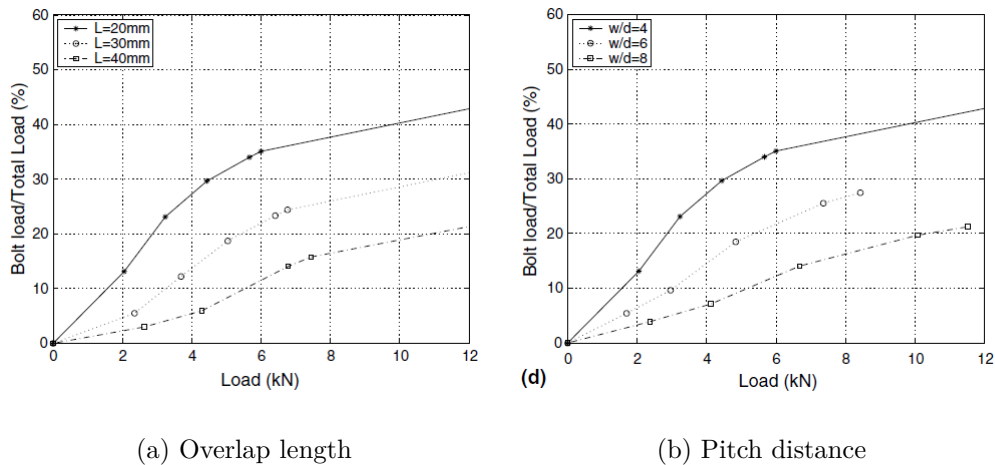 60
50
40
30
20
10
0
Bolt load/Total Load (%)
L=20mm
L=30mm
L=40mm
0 2 4 6 8 10 12
Load (kN)
60
50
40
30
20
10
0
Bolt load/Total Load (%)
w/d=4
w/d=6
w/d=8
0 2 4 6 8 10 12
(d)
Load (kN)
(a) Overlap length
(b) Pitch distance